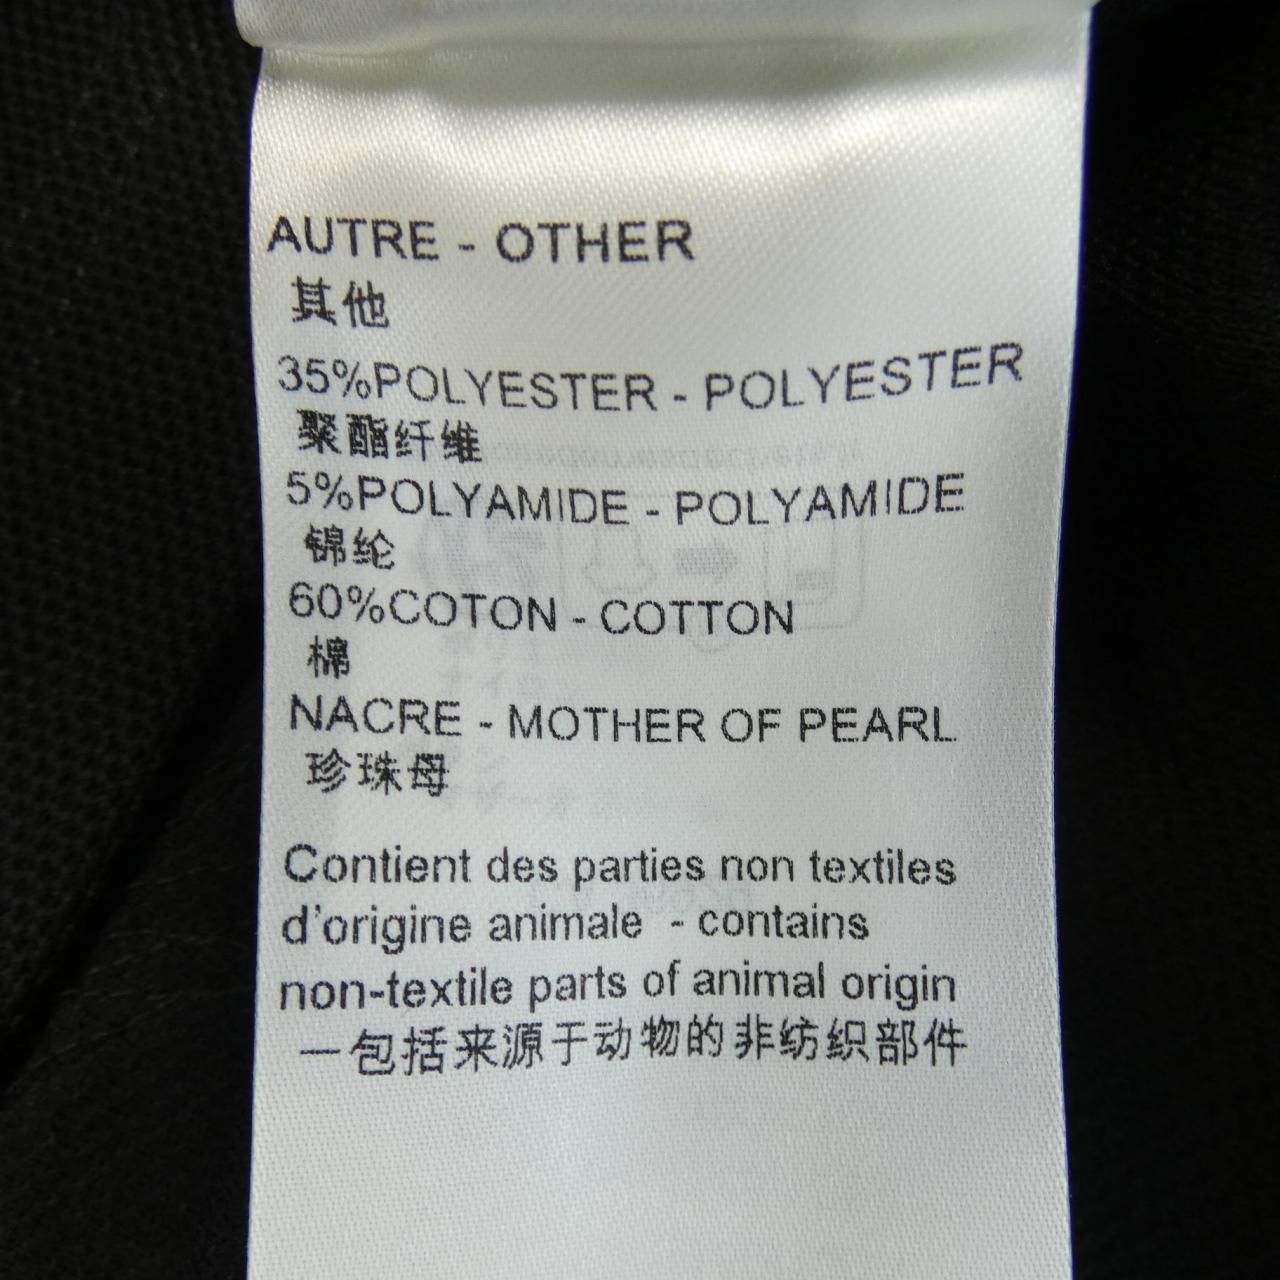 AUTRE - OTHER
其他
35%POLYESTER - POLYESTER
聚酯纤维
5%POLYAMIDE - POLYAMIDE
锦纶
60%COTON - COTTON
棉
NACRE - MOTHER OF PEARL
珍珠母
Contient des parties non textiles
d'origine animale - contains
non-textile parts of animal origin
—包括来源于动物的非纺织部件